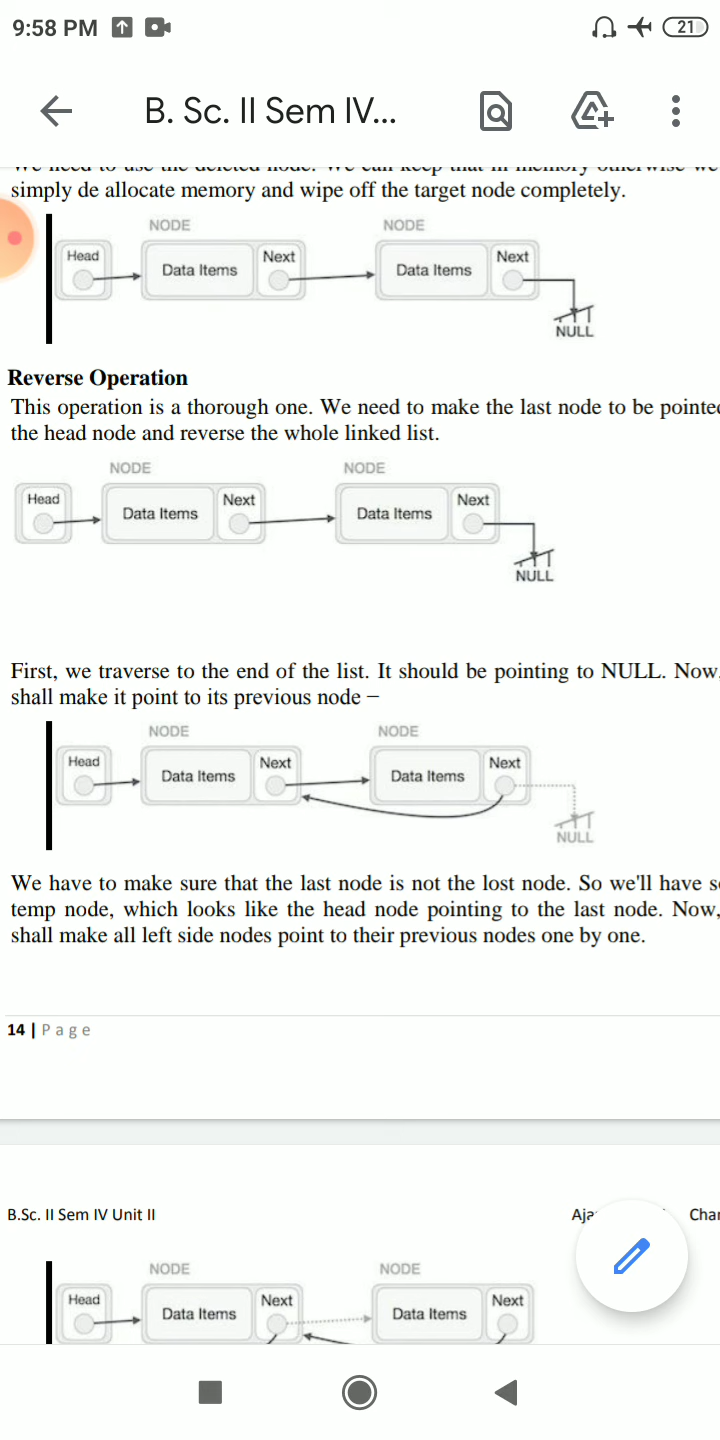 9:58 PM
21
B. Sc. II Sem IV...
simply de allocate memory and wipe off the target node completely.
NODE NODE
Head Data Items Next Data Items Next
NULL
Reverse Operation
This operation is a thorough one. We need to make the last node to be pointed
the head node and reverse the whole linked list.
NODE NODE
Head Data Items Next Data Items Next
NULL
First, we traverse to the end of the list. It should be pointing to NULL. Now,
shall make it point to its previous node −
NODE NODE
Head Data Items Next Data Items Next
NULL
We have to make sure that the last node is not the lost node. So we'll have
temp node, which looks like the head node pointing to the last node. Now,
shall make all left side nodes point to their previous nodes one by one.
14 | P a g e
B.Sc. II Sem IV Unit II
NODE NODE
Head Data Items Next Data Items Next